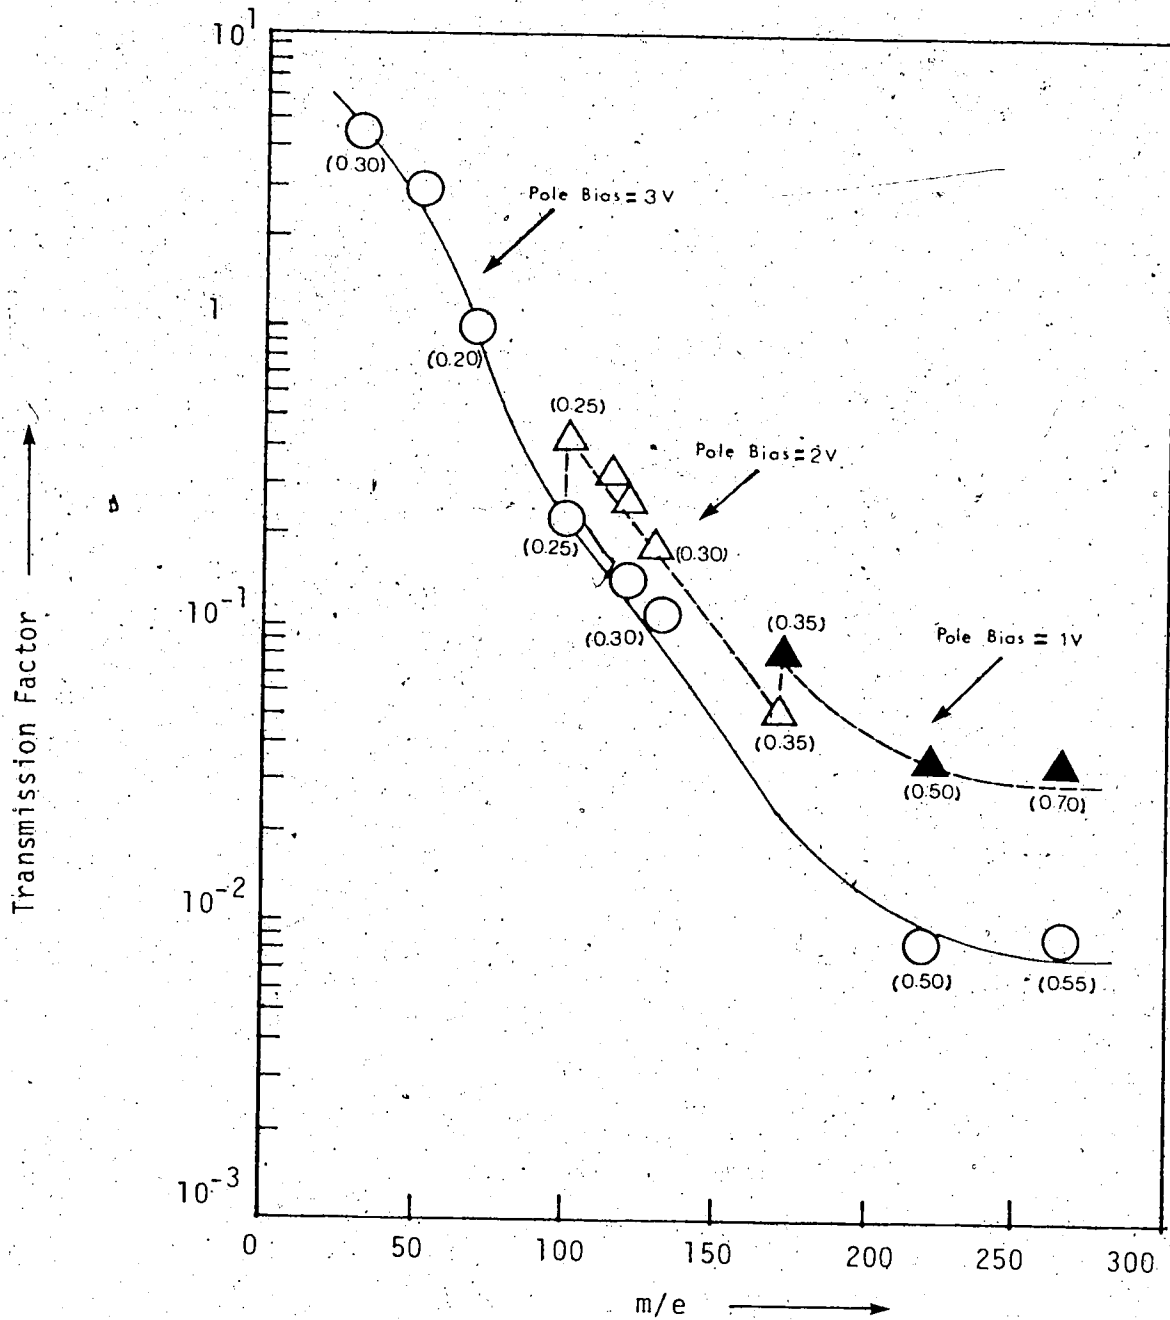 10^1
(0.30)
Pole Bias = 3V
1
(0.20)
(0.25)
Pole Bias = 2V
(0.25)
(0.30)
10^-1
(0.30)
(0.35)
Pole Bias = 1V
(0.35)
(0.50)
(0.70)
10^-2
(0.50)
(0.55)
10^-3
0 50 100 150 200 250 300
m/e
Transmission Factor